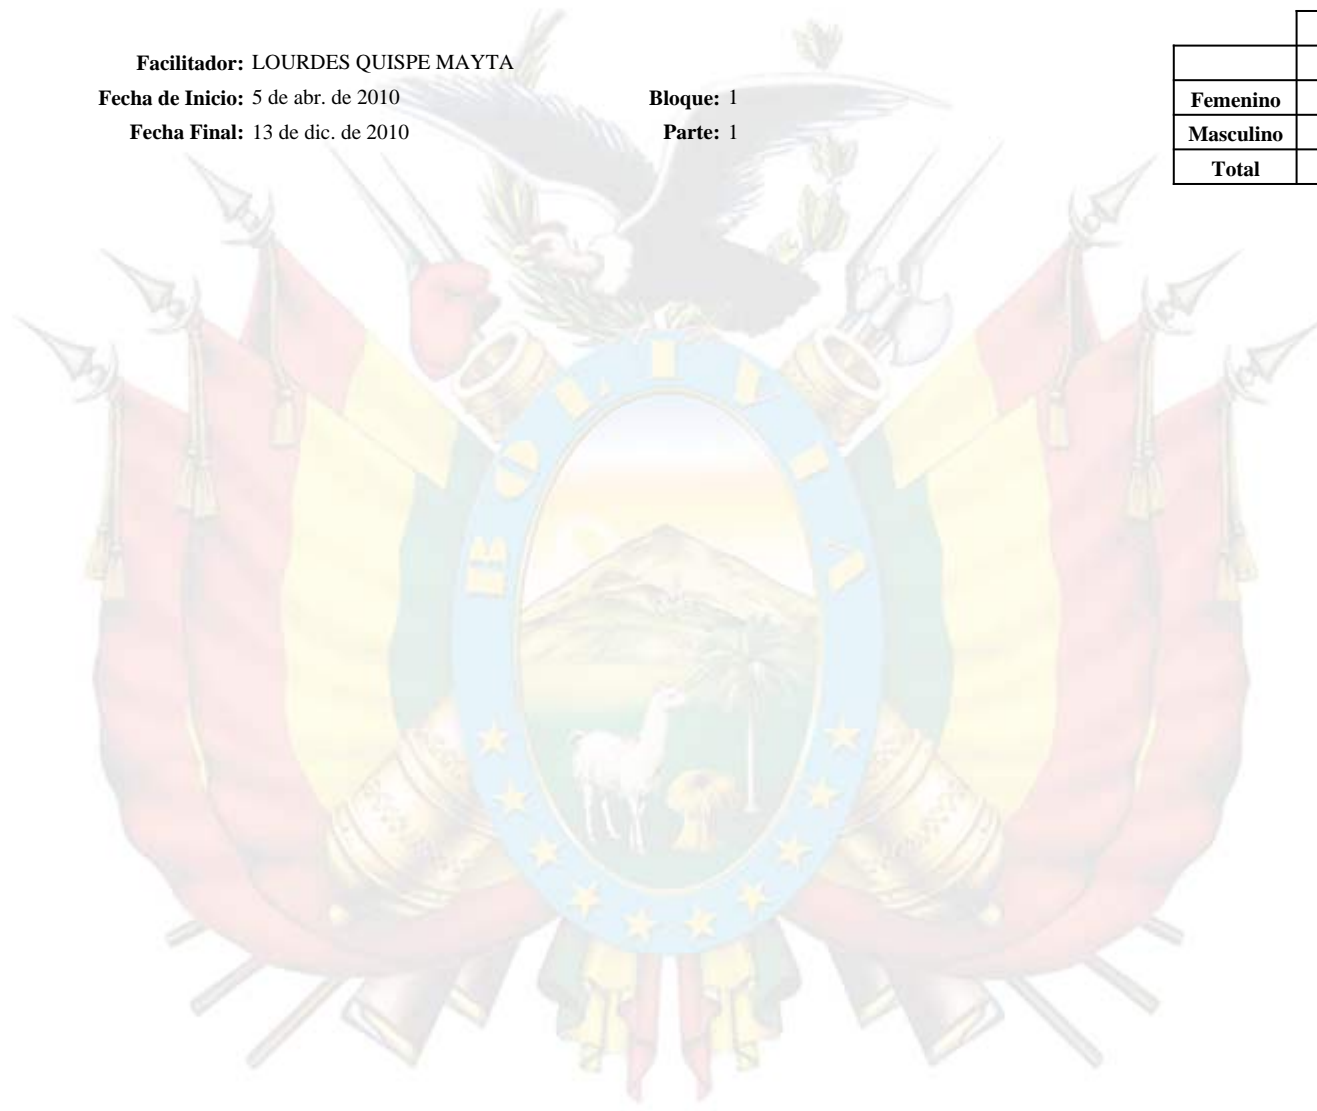 Facilitador: LOURDES QUISPE MAYTA
Fecha de Inicio: 5 de abr. de 2010 Bloque: 1
Fecha Final: 13 de dic. de 2010 Parte: 1
Femenino
Masculino
Total
BOLIVIA